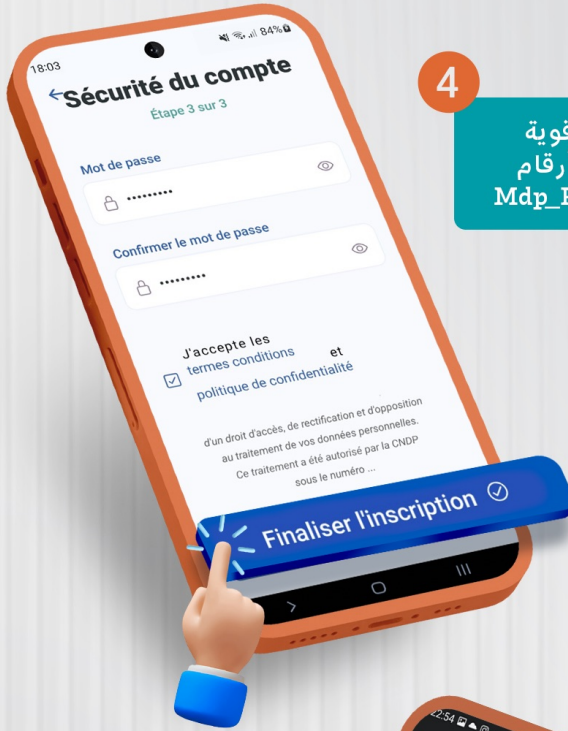 18:03
84%
Sécurité du compte
Étape 3 sur 3
Mot de passe
Confirmer le mot de passe
J'accepte les
termes conditions et
politique de confidentialité
d'un droit d'accès, de rectification et d'opposition
au traitement de vos données personnelles.
Ce traitement a été autorisé par la CNDP
sous le numéro ...
Finaliser l'inscription
4
قوية
رقام
Mdp_
22:54